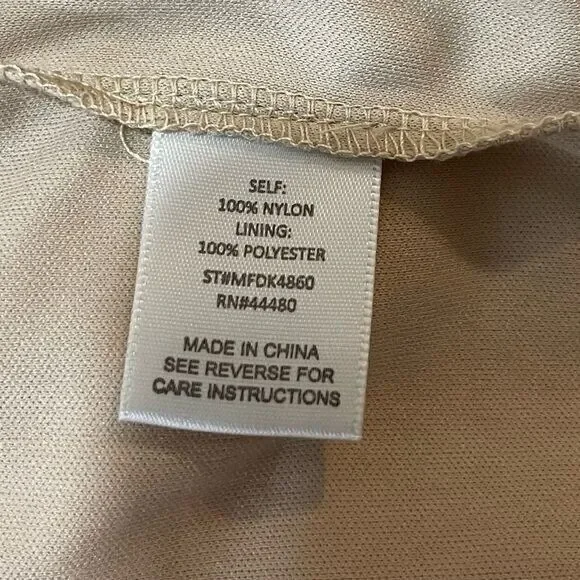 SELF:
100% NYLON
LINING:
100% POLYESTER
ST#MFDK4860
RN#44480
MADE IN CHINA
SEE REVERSE FOR
CARE INSTRUCTIONS